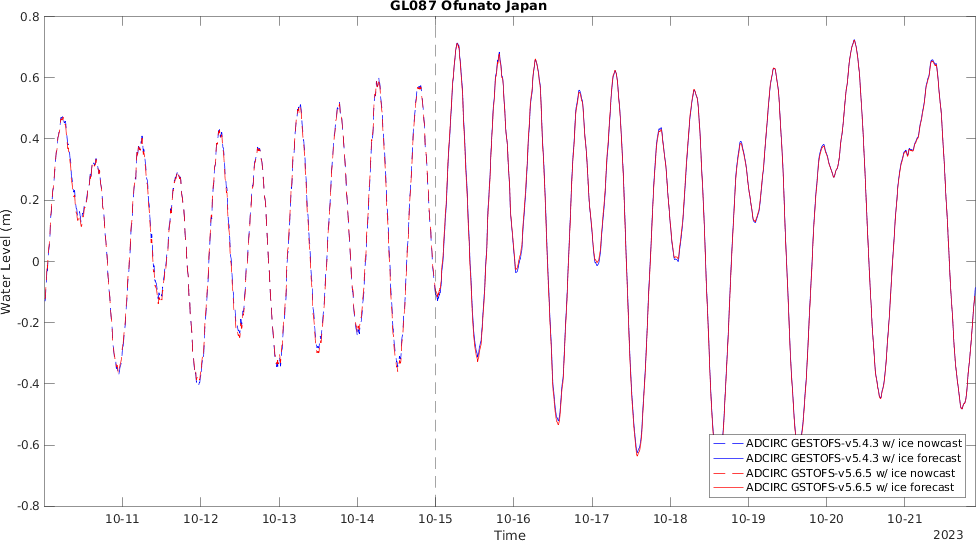 GL087 Ofunato Japan
0.8
0.6
0.4
0.2
0
-0.2
-0.4
-0.6
-0.8
Water Level (m)
10-11 10-12 10-13 10-14 10-15 10-16 10-17 10-18 10-19 10-20 10-21
Time
2023
ADCIRC GESTOFS-v5.4.3 w/ ice nowcast
ADCIRC GESTOFS-v5.4.3 w/ ice forecast
ADCIRC GSTOFS-v5.6.5 w/ ice nowcast
ADCIRC GSTOFS-v5.6.5 w/ ice forecast